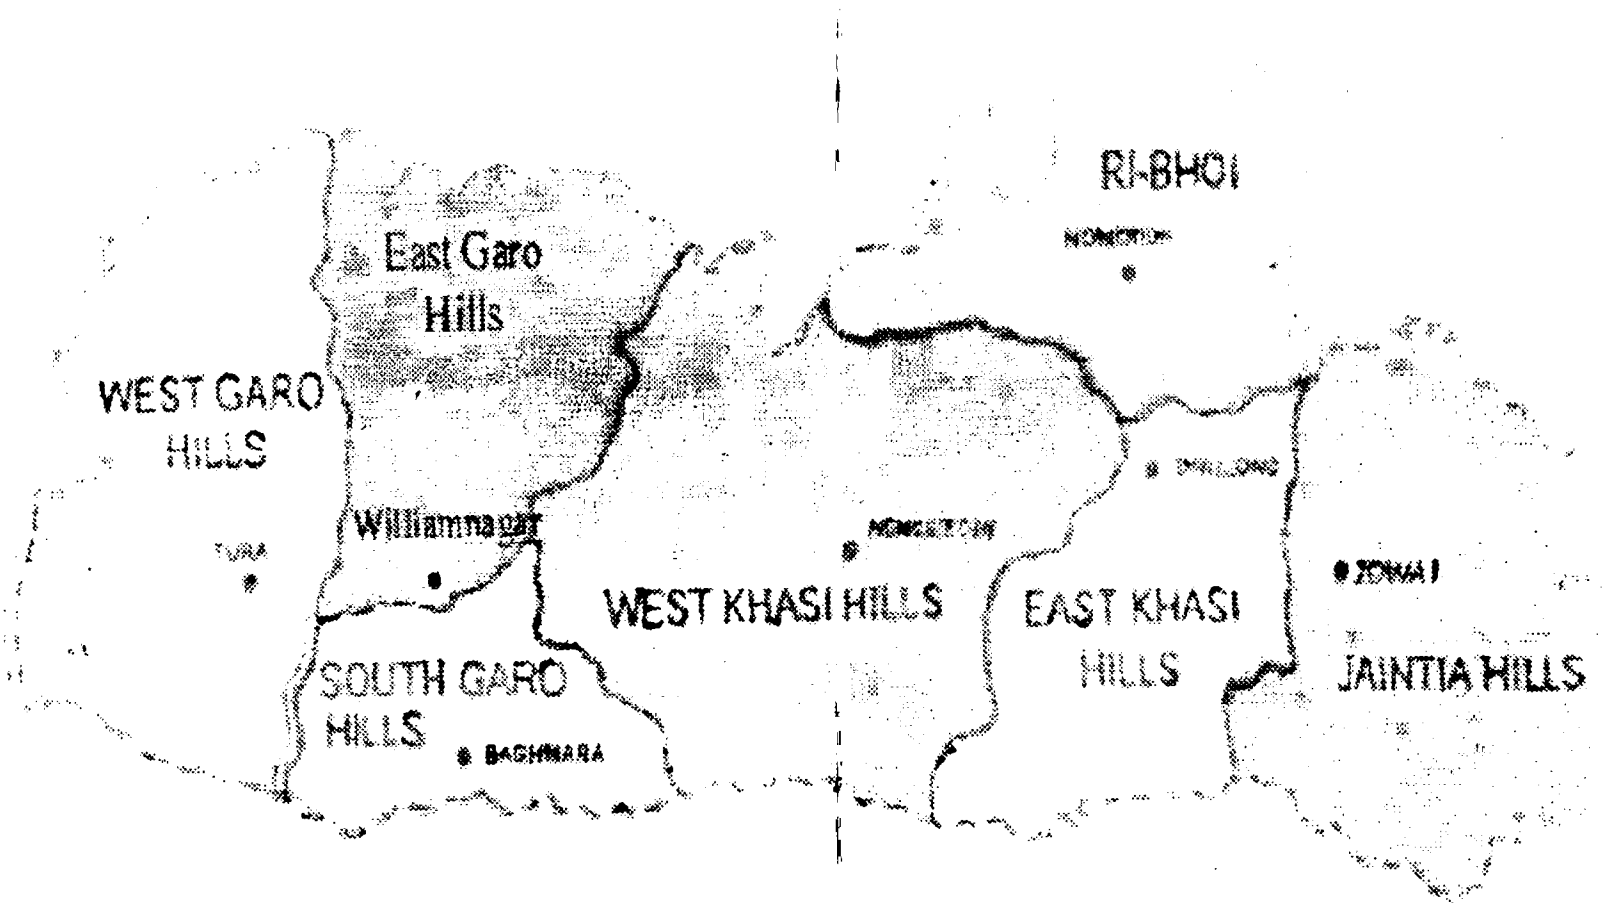 RI-BHOI
East Garo
Hills
WEST GARO
HILLS
Williamnagar
TURA
JOWAI
WEST KHASI HILLS
EAST KHASI
HILLS
JAINTIA HILLS
SOUTH GARO
HILLS
BAGHMARA